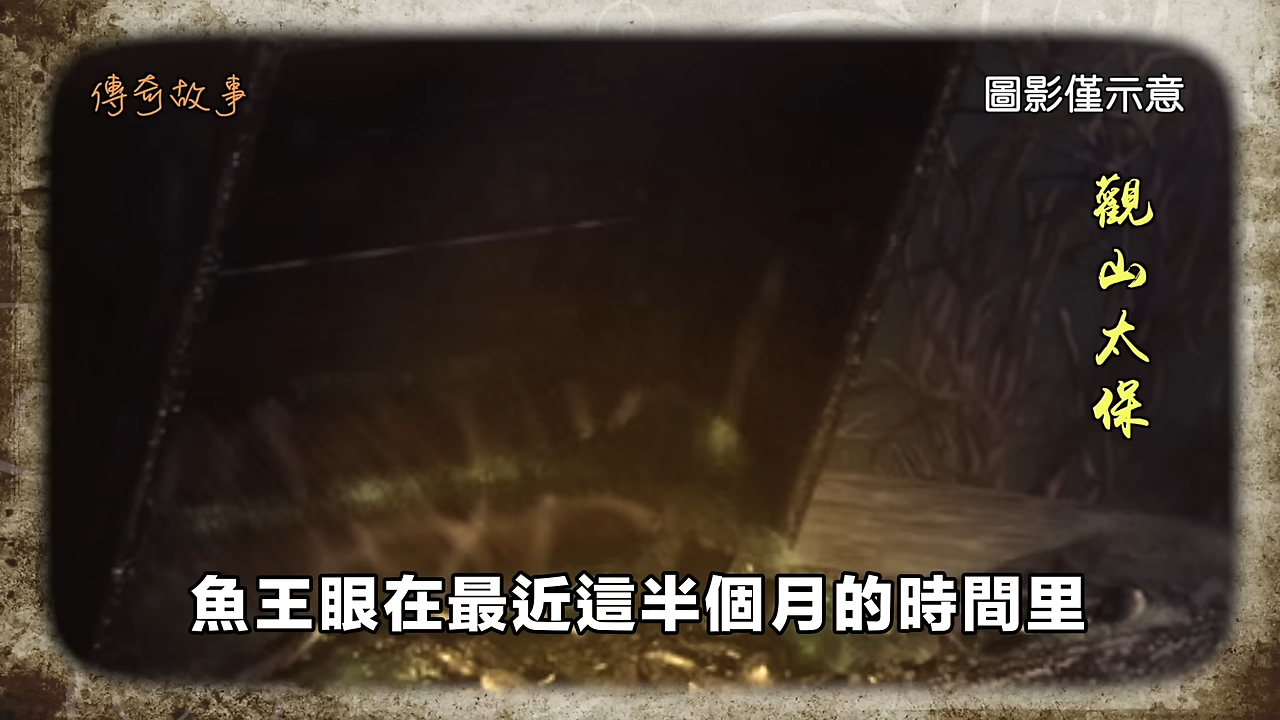 傳奇故事
圖影僅示意
觀山太保
魚王眼在最近這半個月的時間里